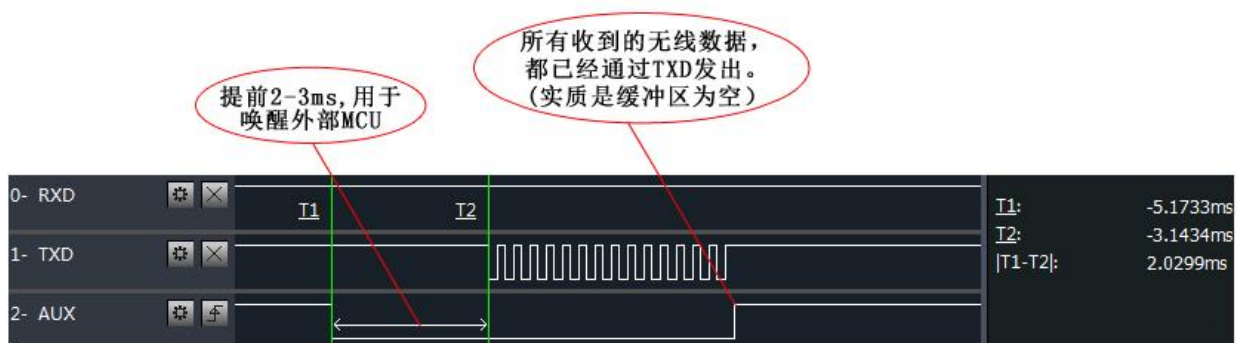 所有收到的无线数据，
都已经通过TXD发出。
(实质是缓冲区为空)
提前2-3ms,用于
唤醒外部MCU
0- RXD
T1
T2
1- TXD
2- AUX
T1: -5.1733ms
T2: -3.1434ms
|T1-T2|: 2.0299ms